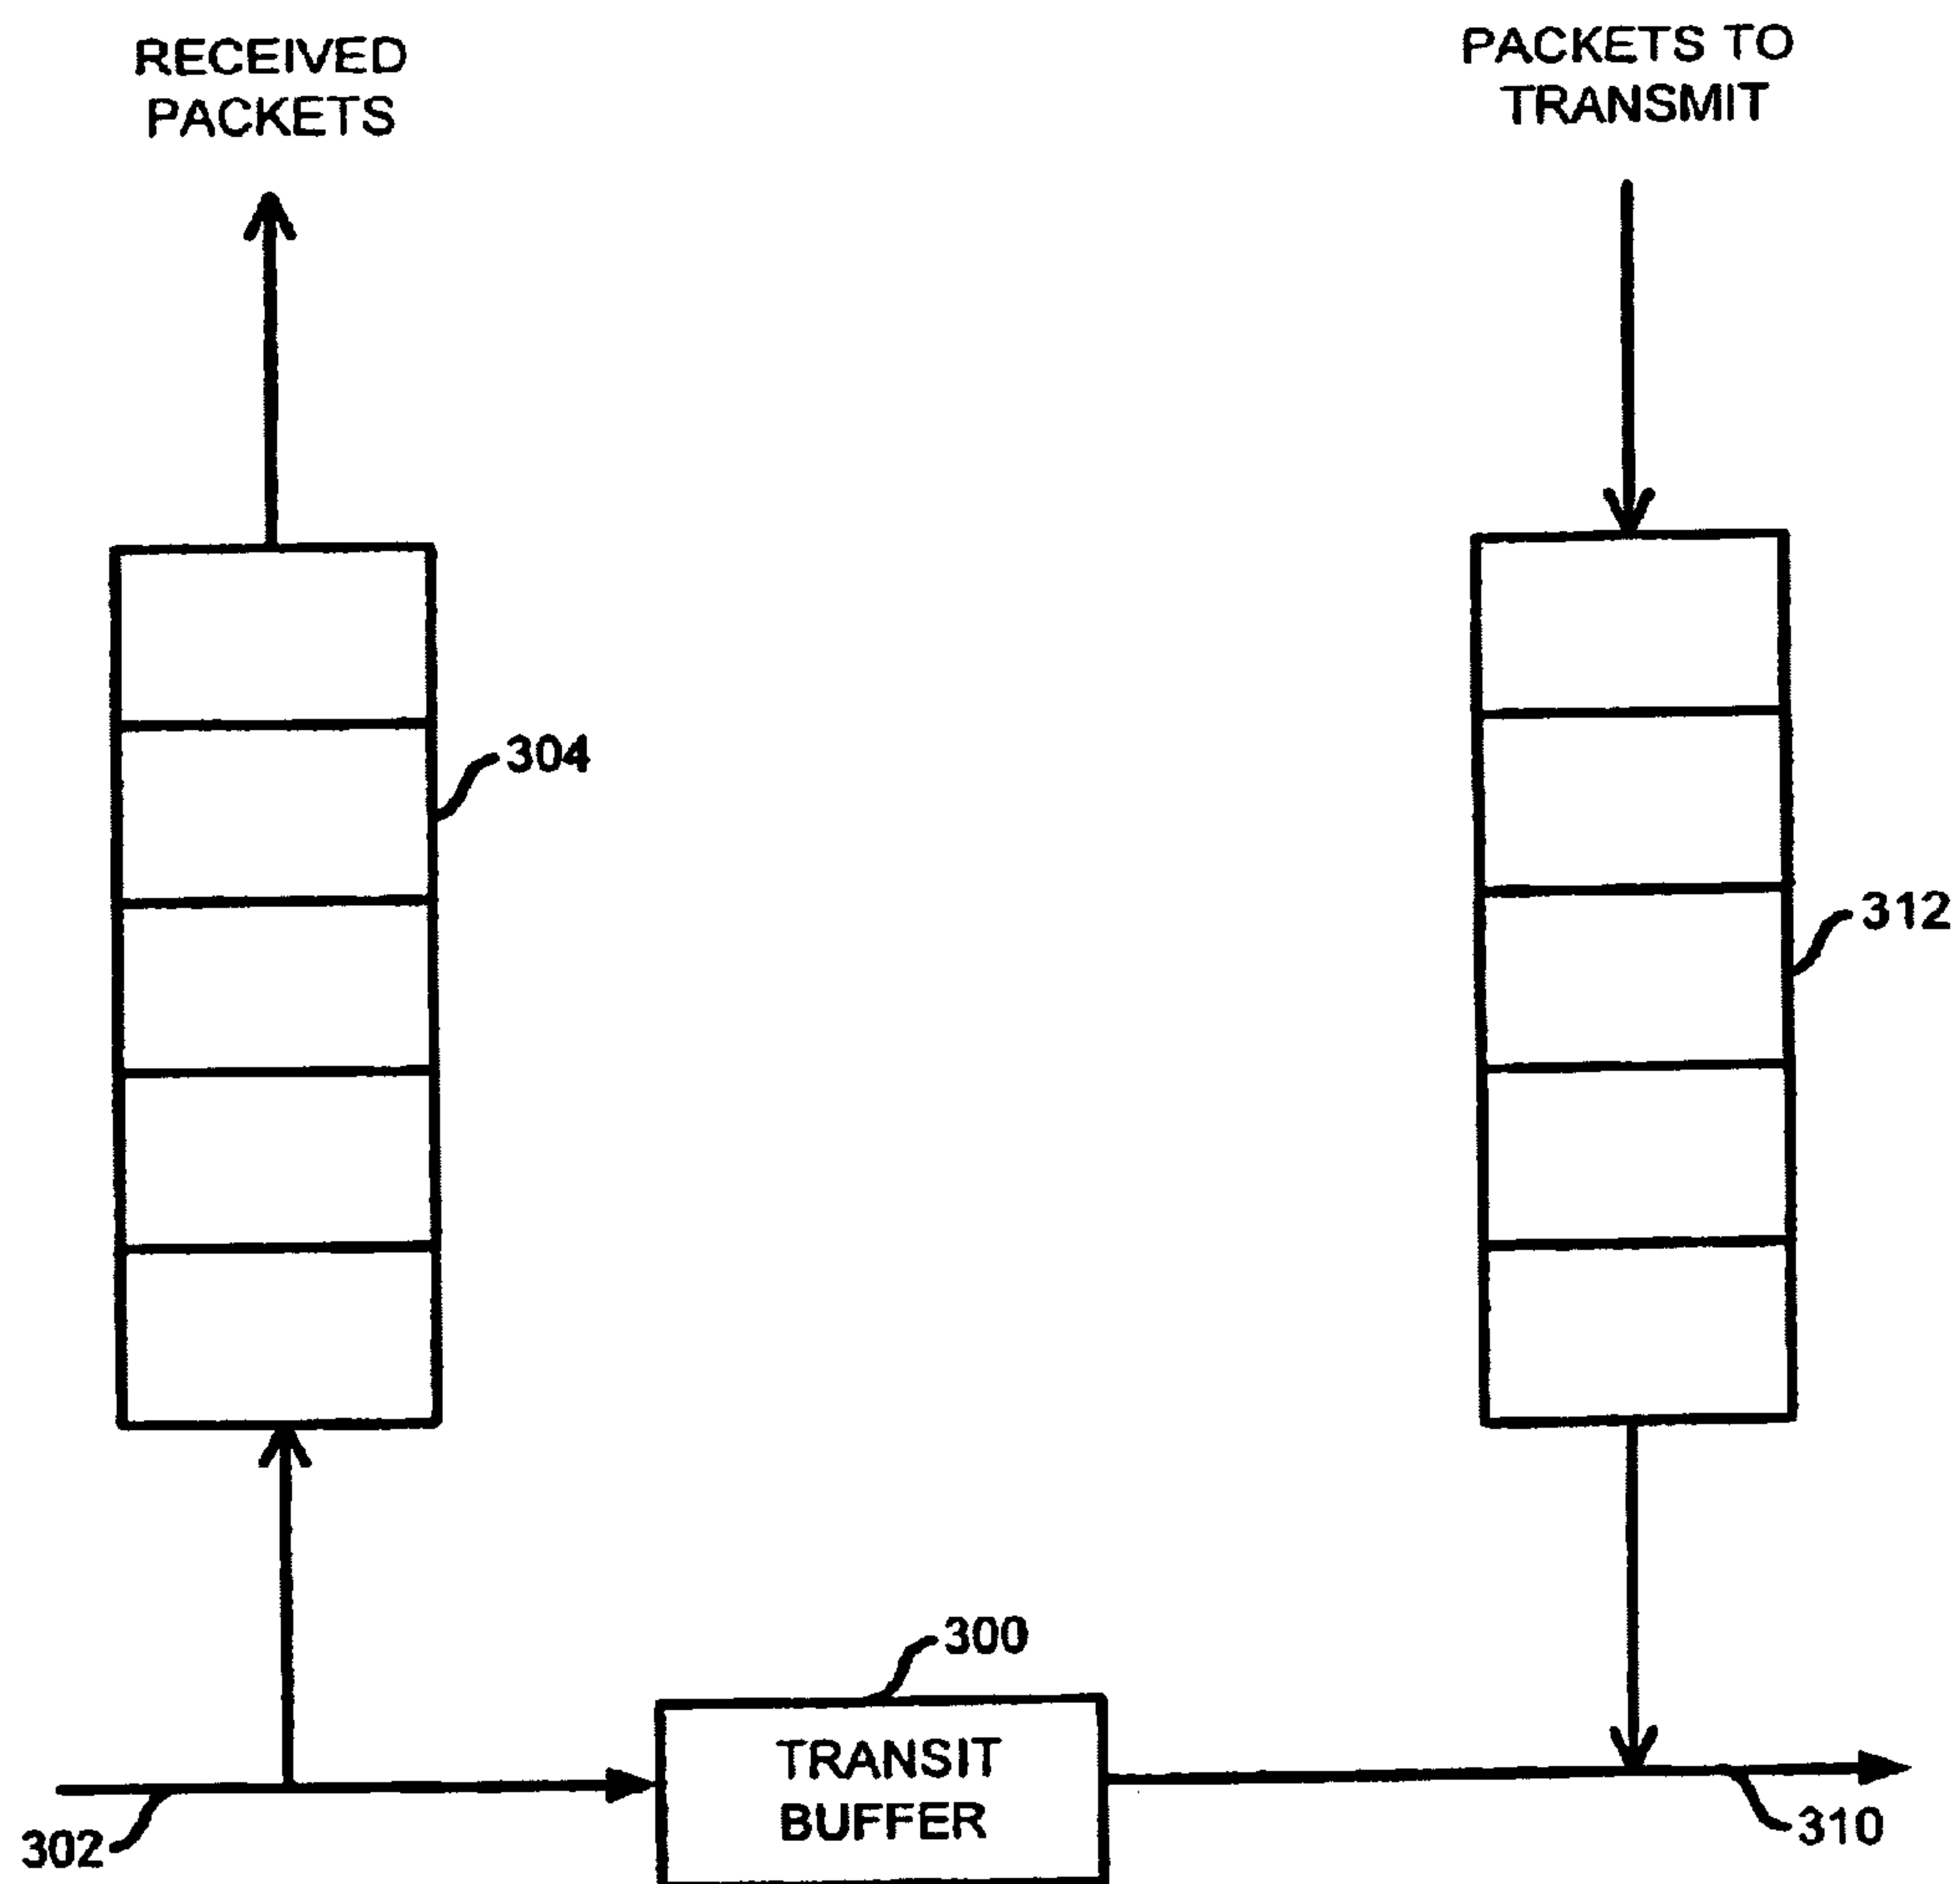 RECEIVED
PACKETS
PACKETS TO
TRANSMIT
304
312
300
TRANSIT
BUFFER
302
310